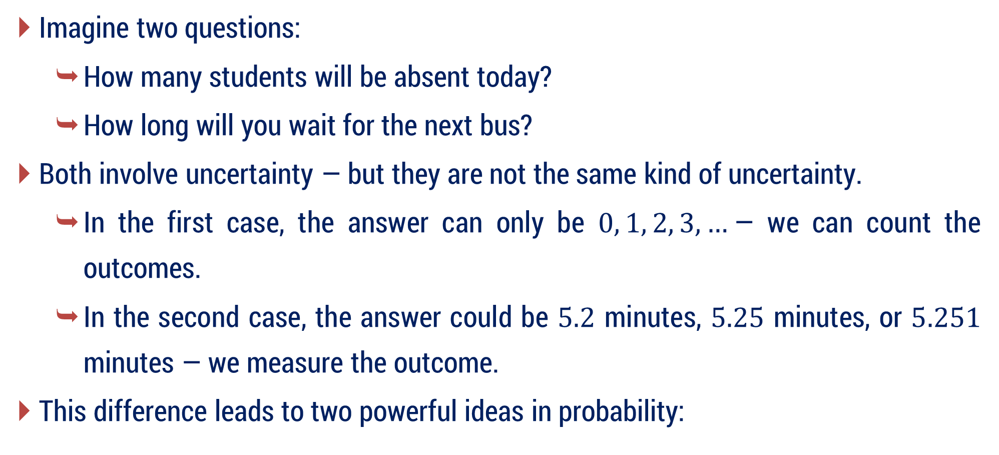 Imagine two questions:
How many students will be absent today?
How long will you wait for the next bus?
Both involve uncertainty — but they are not the same kind of uncertainty.
In the first case, the answer can only be 0, 1, 2, 3, … — we can count the
outcomes.
In the second case, the answer could be 5.2 minutes, 5.25 minutes, or 5.251
minutes — we measure the outcome.
This difference leads to two powerful ideas in probability: